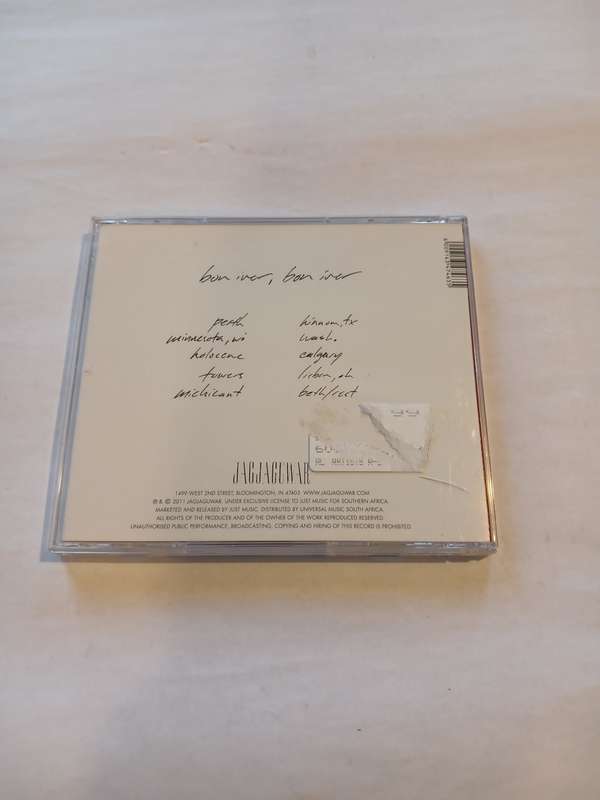 bon iver, bon iver
perth
minnesota, wi
holocene
towers
michicant
hinnom, tx
wash.
calgary
lisbon, oh
beth/rest
JAGJAGUWAR
1499 WEST 2ND STREET, BLOOMINGTON, IN 47403. WWW.JAGJAGUWAR.COM
℗ & © 2011 JAGJAGUWAR. UNDER EXCLUSIVE LICENSE TO JUST MUSIC FOR SOUTHERN AFRICA.
MARKETED AND RELEASED BY JUST MUSIC, DISTRIBUTED BY UNIVERSAL MUSIC SOUTH AFRICA.
ALL RIGHTS OF THE PRODUCER AND OF THE OWNER OF THE WORK REPRODUCED RESERVED.
UNAUTHORISED PUBLIC PERFORMANCE, BROADCASTING, COPYING AND HIRING OF THIS RECORD IS PROHIBITED.